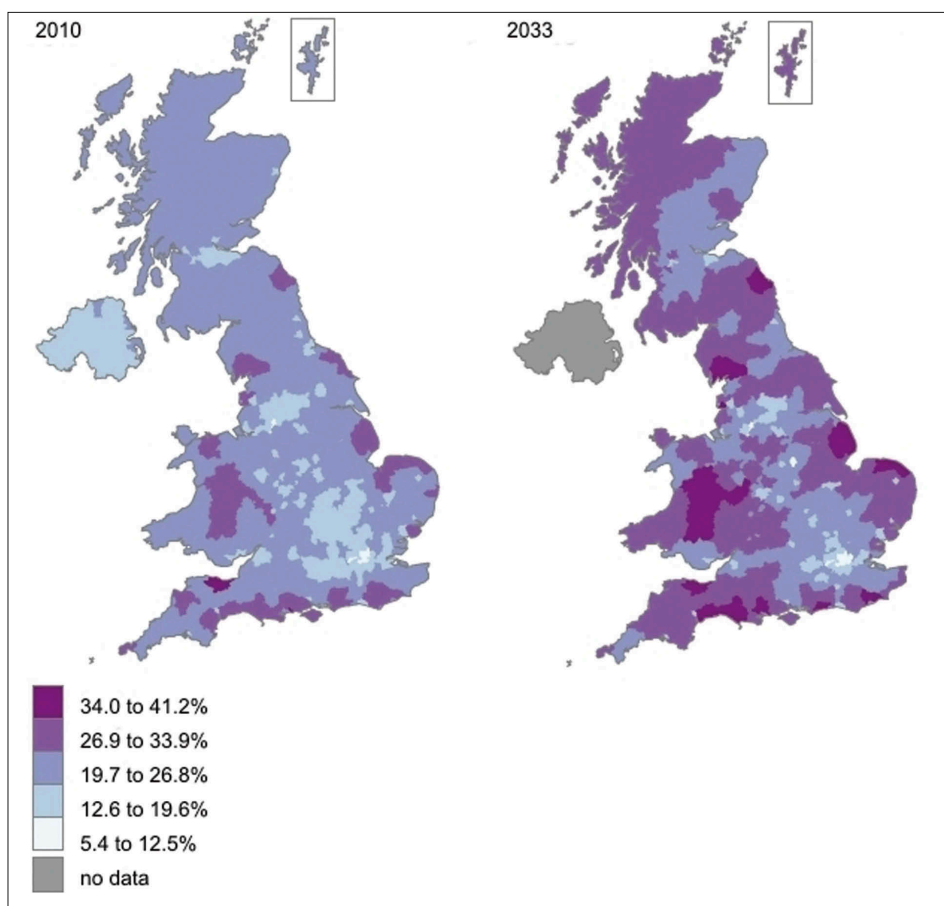 2010
2033
34.0 to 41.2%
26.9 to 33.9%
19.7 to 26.8%
12.6 to 19.6%
5.4 to 12.5%
no data